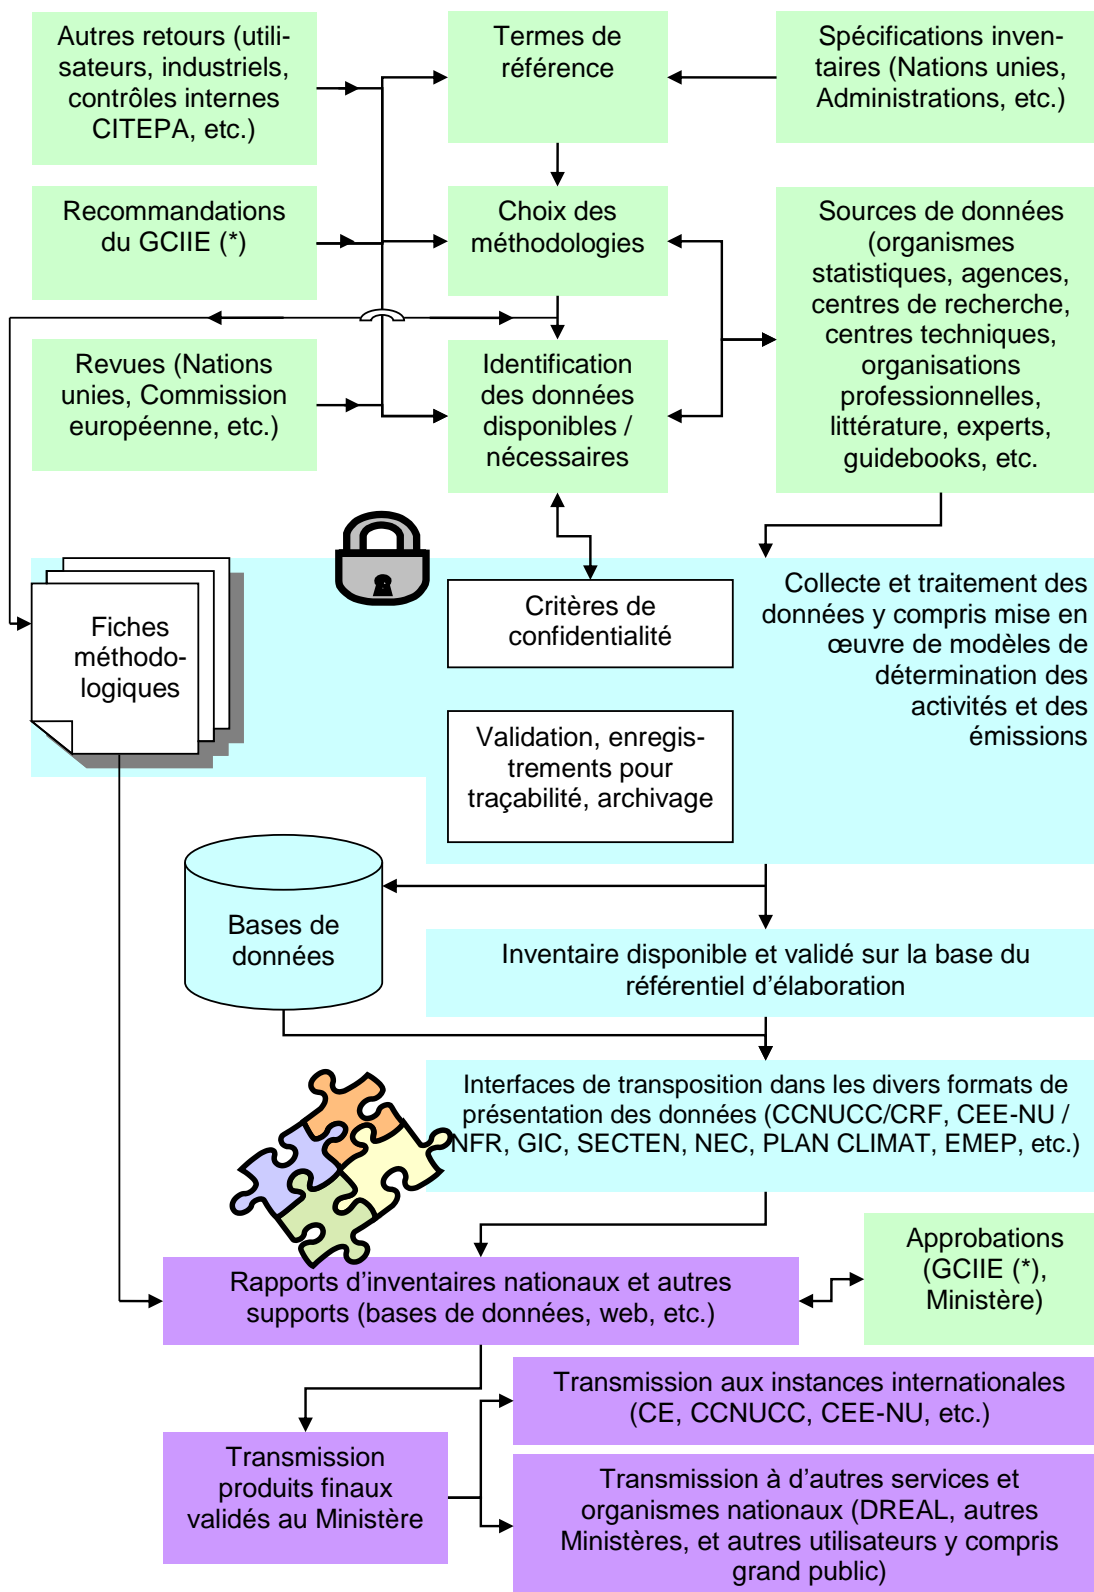 Autres retours (utili-
sateurs, industriels,
contrôles internes
CITEPA, etc.)
Termes de
référence
Spécifications inven-
taires (Nations unies,
Administrations, etc.)
Recommandations
du GCIIE (*)
Choix des
méthodologies
Sources de données
(organismes
statistiques, agences,
centres de recherche,
centres techniques,
organisations
professionnelles,
littérature, experts,
guidebooks, etc.
Revues (Nations
unies, Commission
européenne, etc.)
Identification
des données
disponibles /
nécessaires
Fiches
méthodo-
logiques
Critères de
confidentialité
Collecte et traitement des
données y compris mise en
œuvre de modèles de
détermination des
activités et des
émissions
Validation, enregis-
trements pour
traçabilité, archivage
Bases de
données
Inventaire disponible et validé sur la base du
référentiel d’élaboration
Interfaces de transposition dans les divers formats de
présentation des données (CCNUCC/CRF, CEE-NU /
NFR, GIC, SECTEN, NEC, PLAN CLIMAT, EMEP, etc.)
Approbations
(GCIIE (*),
Ministère)
Rapports d’inventaires nationaux et autres
supports (bases de données, web, etc.)
Transmission aux instances internationales
(CE, CCNUCC, CEE-NU, etc.)
Transmission
produits finaux
validés au Ministère
Transmission à d’autres services et
organismes nationaux (DREAL, autres
Ministères, et autres utilisateurs y compris
grand public)